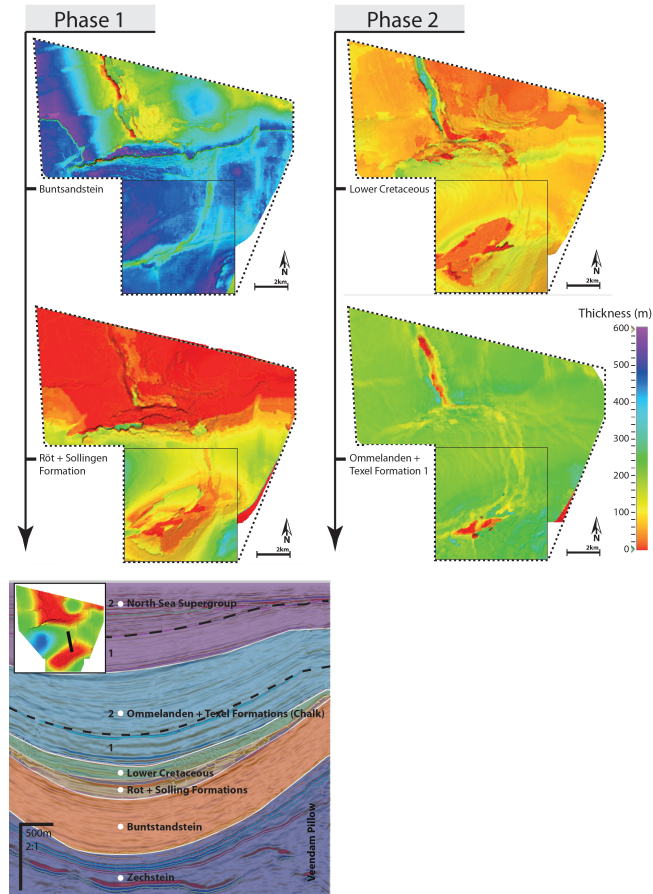 Phase 1
Phase 2
Buntsandstein
N
2km
Lower Cretaceous
N
2km
Thickness (m)
600
500
400
300
200
100
0
Röt + Sollingen
Formation
N
2km
Ommelanden +
Texel Formation 1
N
2km
2
North Sea Supergroup
1
2
Ommelanden + Texel Formations (Chalk)
1
Lower Cretaceous
Rot + Solling Formations
Buntstandstein
500m
2:1
Zechstein
Veendam Pillow